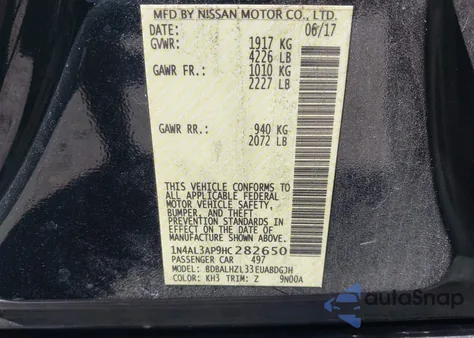 MFD BY NISSAN MOTOR CO., LTD.
DATE: 06/17
GVWR: 1917 KG
4226 LB
GAWR FR.: 1010 KG
2227 LB
GAWR RR.: 940 KG
2072 LB
THIS VEHICLE CONFORMS TO
ALL APPLICABLE FEDERAL
MOTOR VEHICLE SAFETY,
BUMPER, AND THEFT
PREVENTION STANDARDS IN
EFFECT ON THE DATE OF
MANUFACTURE SHOWN ABOVE
1N4AL3AP9HC282650
PASSENGER CAR 497
MODEL: BDBALHZL33EUABDGJH
COLOR: KH3 TRIM: Z 9N00A
autoSnap